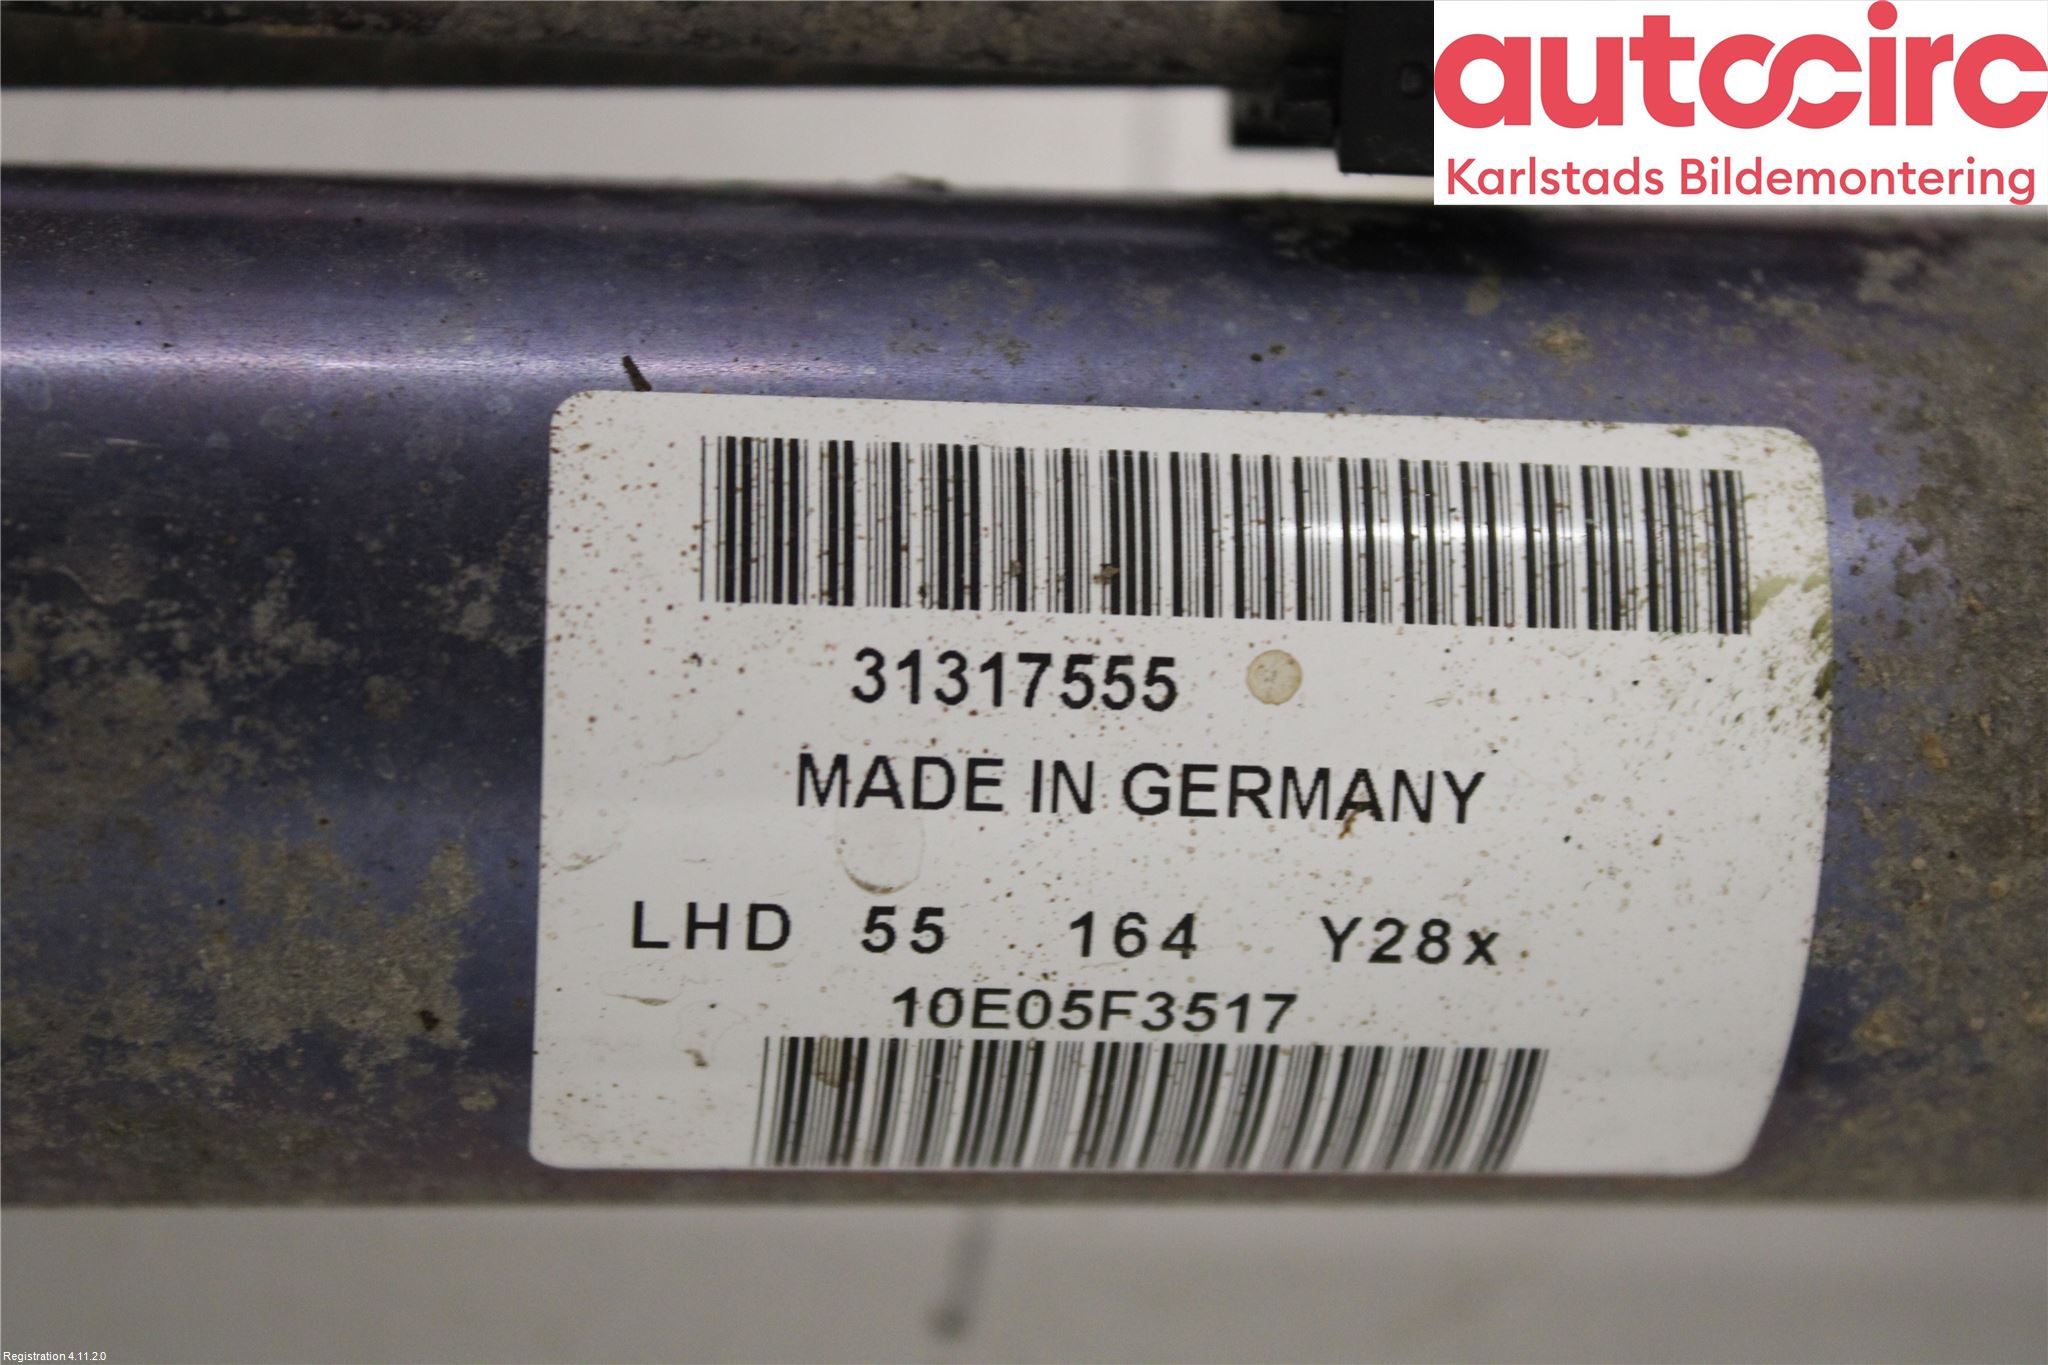 autocirc
Karlstads Bildemontering
31317555
MADE IN GERMANY
LHD 55 164 Y28x
10E05F3517
Registration 4.11.2.0